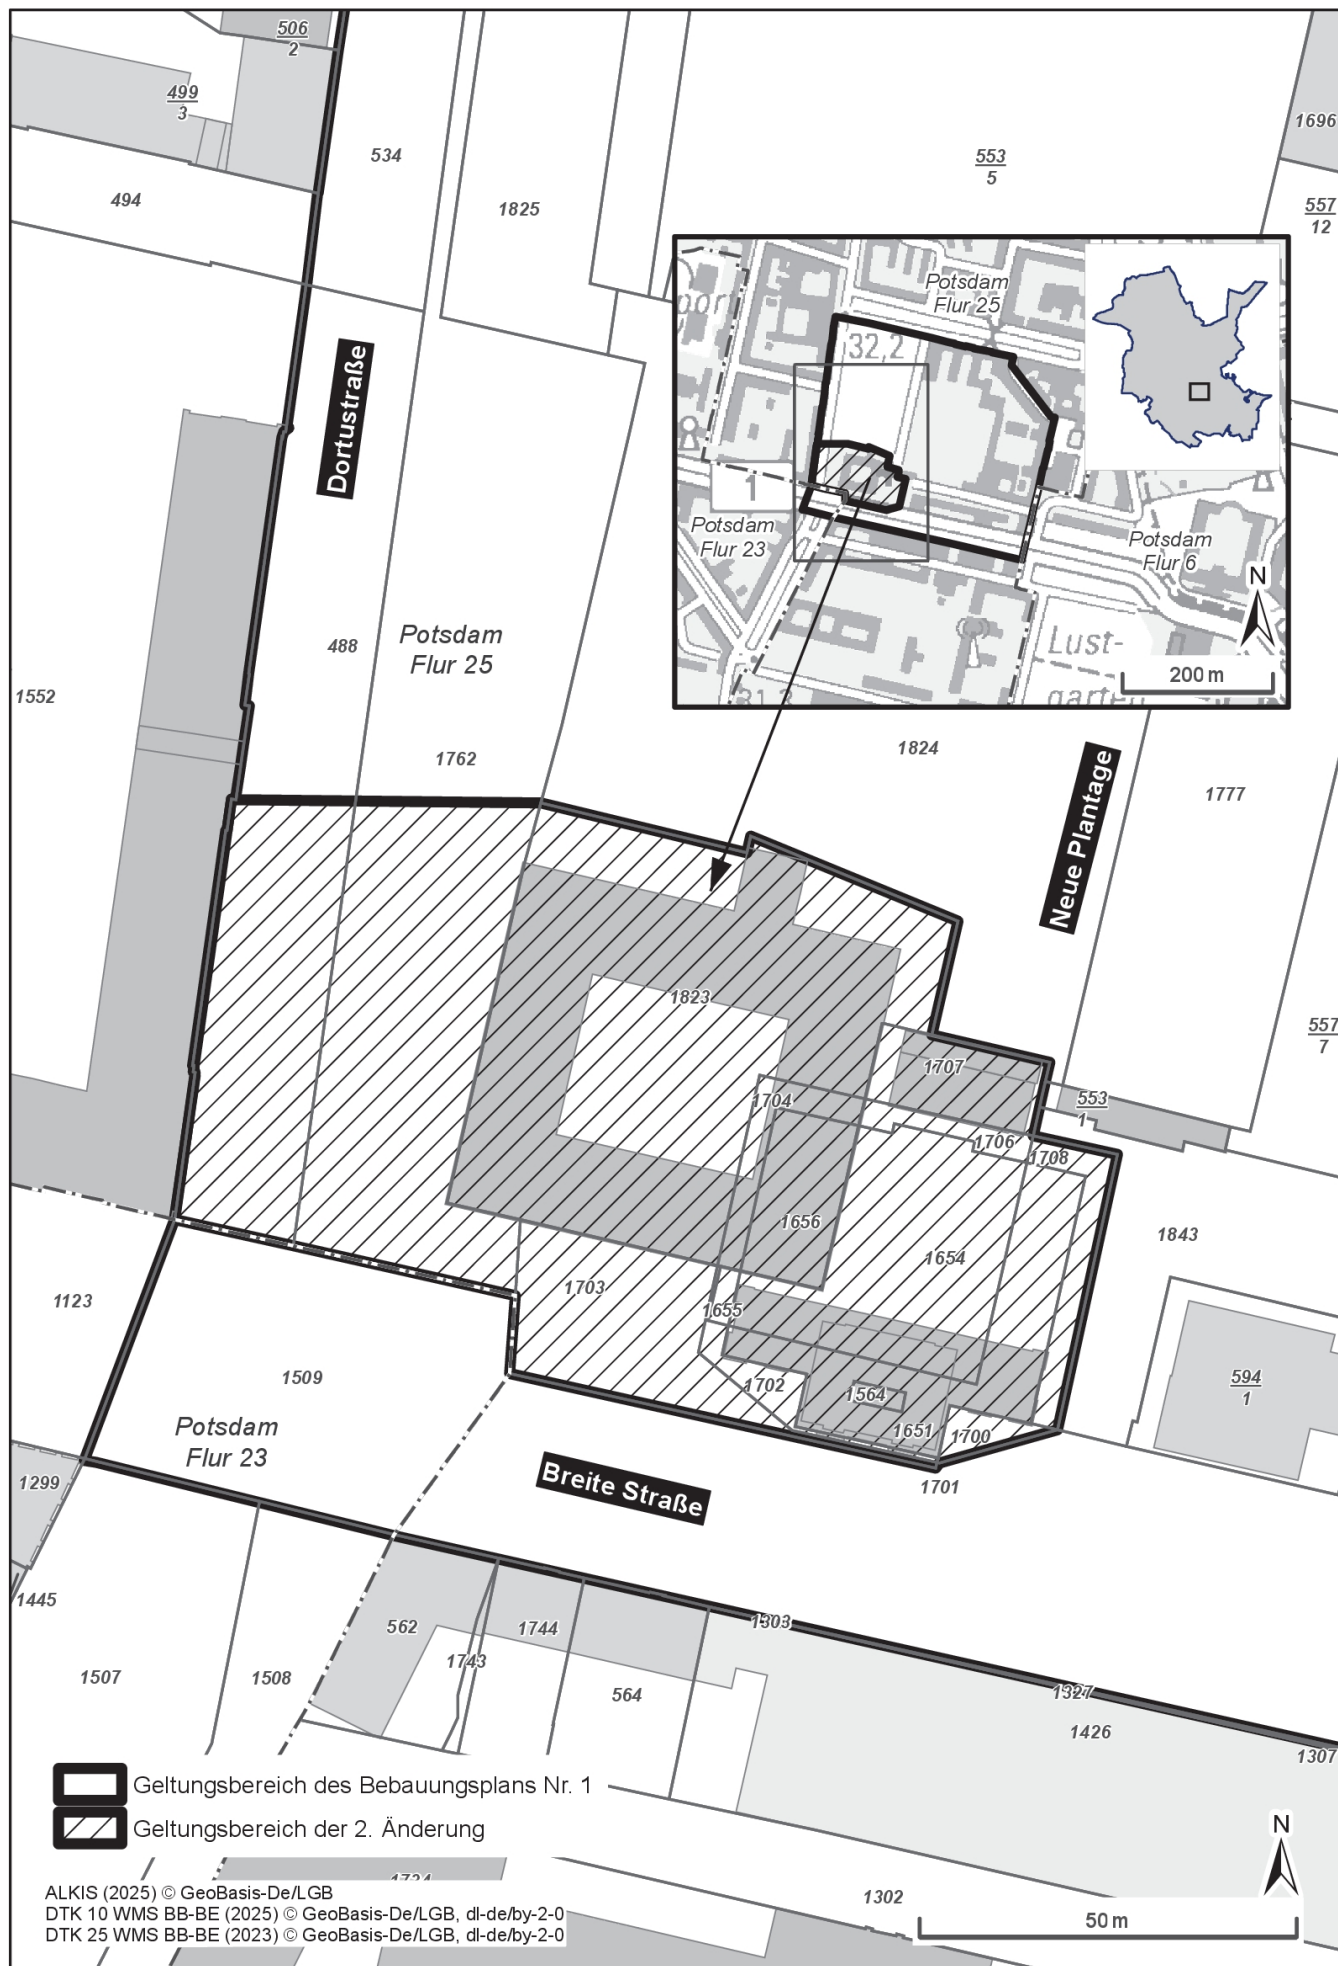 506
2
499
3
534
553
5
1696
494
1825
557
12
Potsdam
Flur 25
32,2
Dortustraße
1
Potsdam
Flur 23
Potsdam
Flur 6
N
Lust-
garten
200 m
31,3
Potsdam
Flur 25
488
1552
1762
1824
1777
Neue Plantage
1823
557
7
1707
1704
553
1
1706
1708
1656
1654
1843
1703
1123
1655
1509
1702
1564
594
1
1651
1700
Potsdam
Flur 23
Breite Straße
1299
1701
1445
562
1744
1303
1743
1507
1508
564
1327
1426
1307
Geltungsbereich des Bebauungsplans Nr. 1
Geltungsbereich der 2. Änderung
N
1302
50 m
ALKIS (2025) © GeoBasis-De/LGB
DTK 10 WMS BB-BE (2025) © GeoBasis-De/LGB, dl-de/by-2-0
DTK 25 WMS BB-BE (2023) © GeoBasis-De/LGB, dl-de/by-2-0